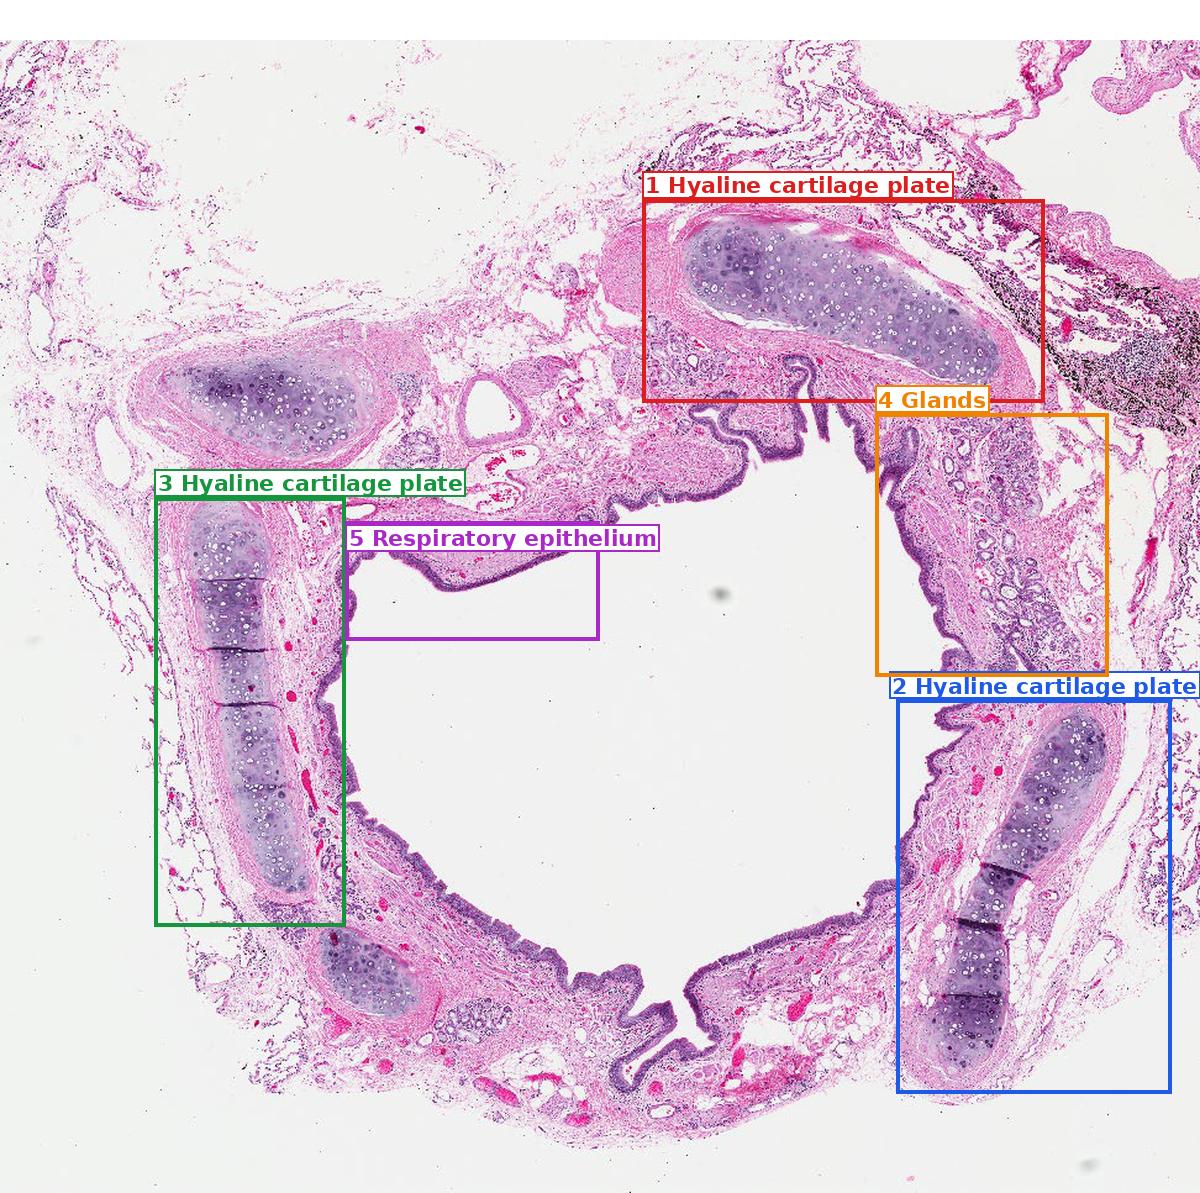 1 Hyaline cartilage plate
4 Glands
3 Hyaline cartilage plate
5 Respiratory epithelium
2 Hyaline cartilage plate